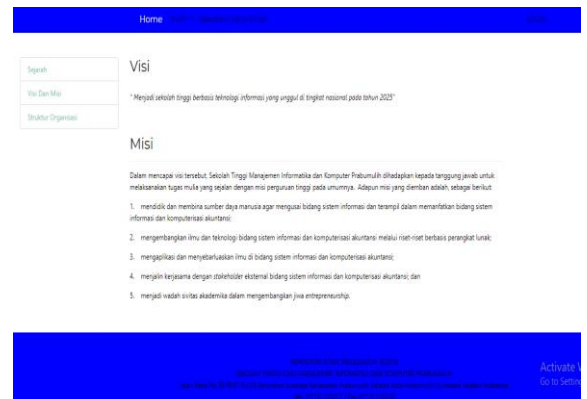 Home
Sejarah
Visi Dan Misi
Struktur Organisasi
Visi
" Menjadi sekolah tinggi berbasis teknologi informasi yang unggul di tingkat nasional pada tahun 2025"
Misi
Dalam mencapai visi tersebut, Sekolah Tinggi Manajemen Informatika dan Komputer Prabumulih dihadapkan kepada tanggung jawab untuk
melaksanakan tugas mulia yang sejalan dengan misi perguruan tinggi pada umumnya. Adapun misi yang diemban adalah, sebagai berikut:
1. mendidik dan membina sumber daya manusia agar mengusai bidang sistem informasi dan terampil dalam memanfatkan bidang sistem
informasi dan komputerisasi akuntansi;
2. mengembangkan ilmu dan teknologi bidang sistem informasi dan komputerisasi akuntansi melalui riset-riset berbasis perangkat lunak;
3. mengaplikasi dan menyebarluaskan ilmu di bidang sistem informasi dan komputerisasi akuntansi;
4. menjalin kerjasama dengan stakeholder eksternal bidang sistem informasi dan komputerisasi akuntansi; dan
5. menjadi wadah sivitas akademika dalam mengembangkan jiwa entrepreneurship.
Activate
Go to Setting